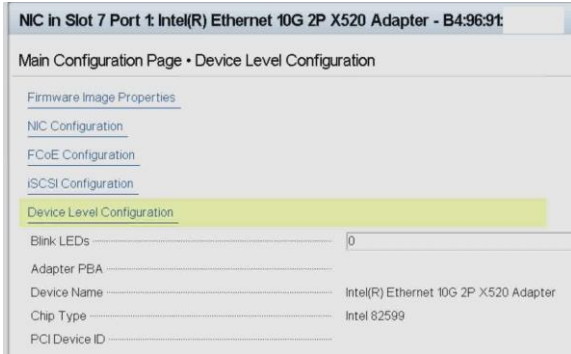 NIC in Slot 7 Port 1: Intel(R) Ethernet 10G 2P X520 Adapter - B4:96:91:
Main Configuration Page • Device Level Configuration
Firmware Image Properties
NIC Configuration
FCoE Configuration
iSCSI Configuration
Device Level Configuration
Blink LEDs 0
Adapter PBA
Device Name Intel(R) Ethernet 10G 2P X520 Adapter
Chip Type Intel 82599
PCI Device ID